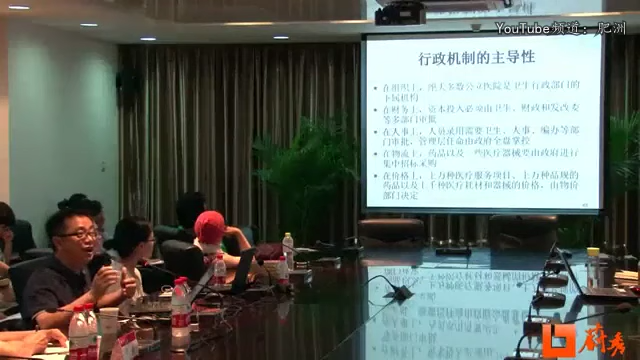 YouTube频道：肥洲
行政机制的主导性
在组织上，绝大多数公立医院是卫生行政部门的
下属机构
在财务上，资本投入必须由卫生、财政和发改委
等多部门审批
在人事上，人员录用需要卫生、人事、编办等部
门审批，管理层任命由政府全盘掌控
在物流上，药品以及一些医疗器械要由政府进行
集中招标采购
在价格上，上万种医疗服务项目、上万种品规的
药品以及上千种医疗耗材和器械的价格，由物价
部门决定